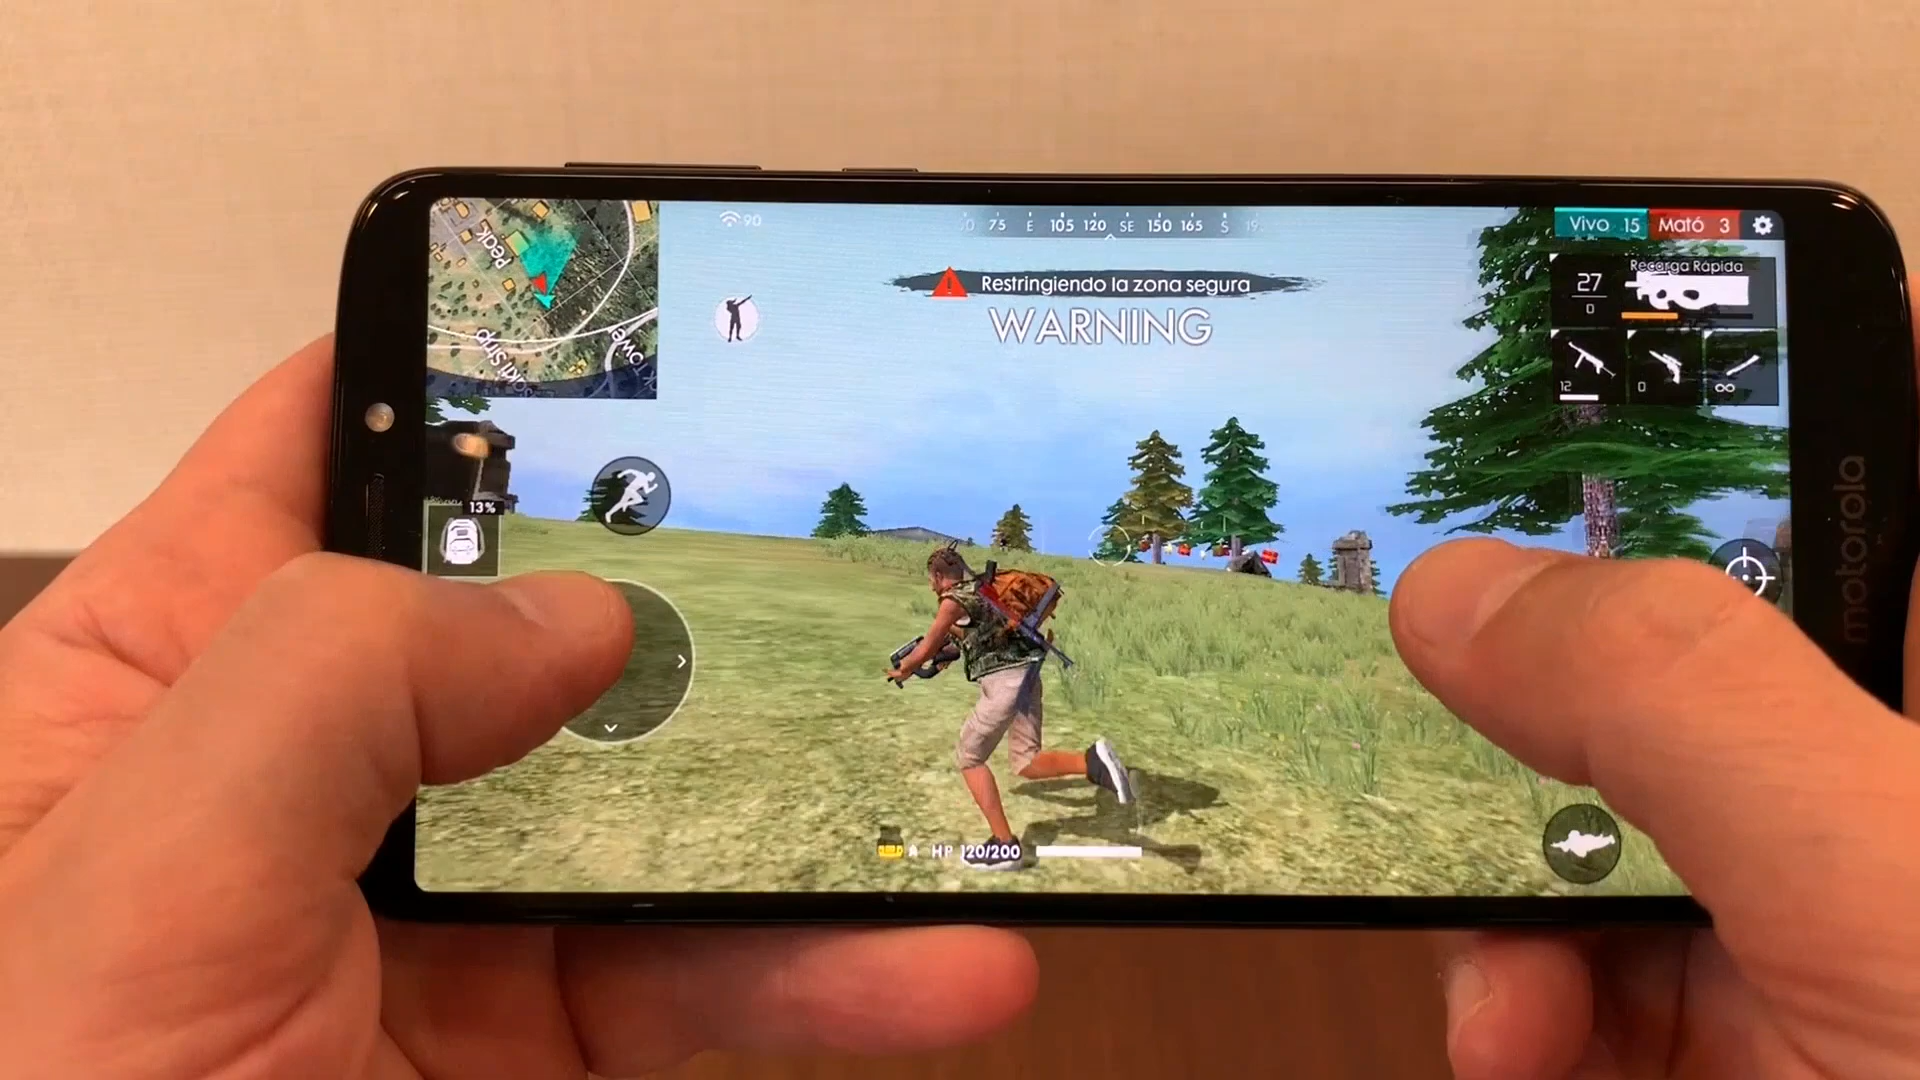 Peak
90
75 E 105 120 SE 150 165 S
Vivo 15 Mató 3
Restringiendo la zona segura
WARNING
Recarga Rápida
27
0
12
0
∞
13%
HP 120/200
motorola